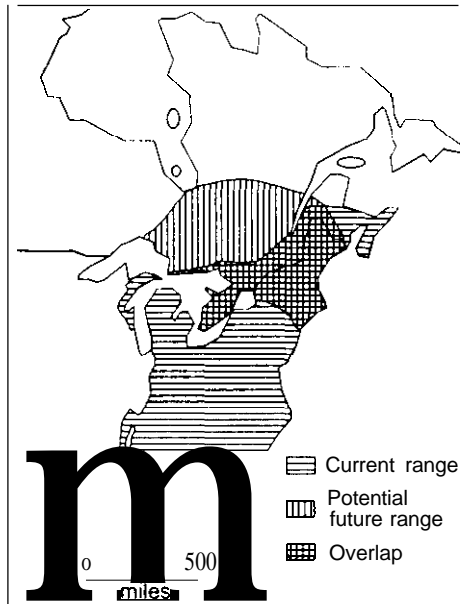 Current range
Potential
future range
Overlap
m
0 500
miles